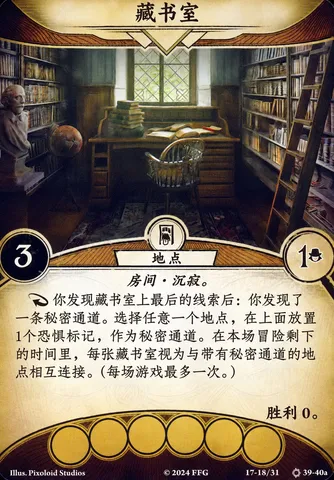 藏书室
3
1
地点
房间·沉寂。
你发现藏书室上最后的线索后：你发现了
一条秘密通道。选择任意一个地点，在上面放置
1个恐惧标记，作为秘密通道。在本场冒险剩下
的时间里，每张藏书室视为与带有秘密通道的地
点相互连接。(每场游戏最多一次。)
胜利 0。
Illus. Pixoloid Studios
© 2024 FFG
17-18/31
39-40a